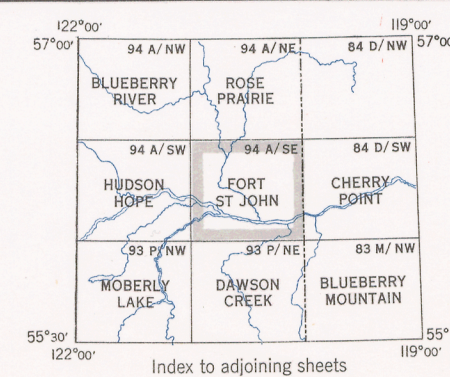 122°00' 119°00'
57°00' 94 A/NW 94 A/NE 84 D/NW 57°00
BLUEBERRY RIVER
ROSE PRAIRIE
94 A/SW 94 A/SE 84 D/SW
HUDSON HOPE
FORT ST JOHN
CHERRY POINT
93 P/NW 93 P/NE 83 M/NW
MOBERLY LAKE
DAWSON CREEK
BLUEBERRY MOUNTAIN
55°30' 55°
122°00' 119°00'
Index to adjoining sheets